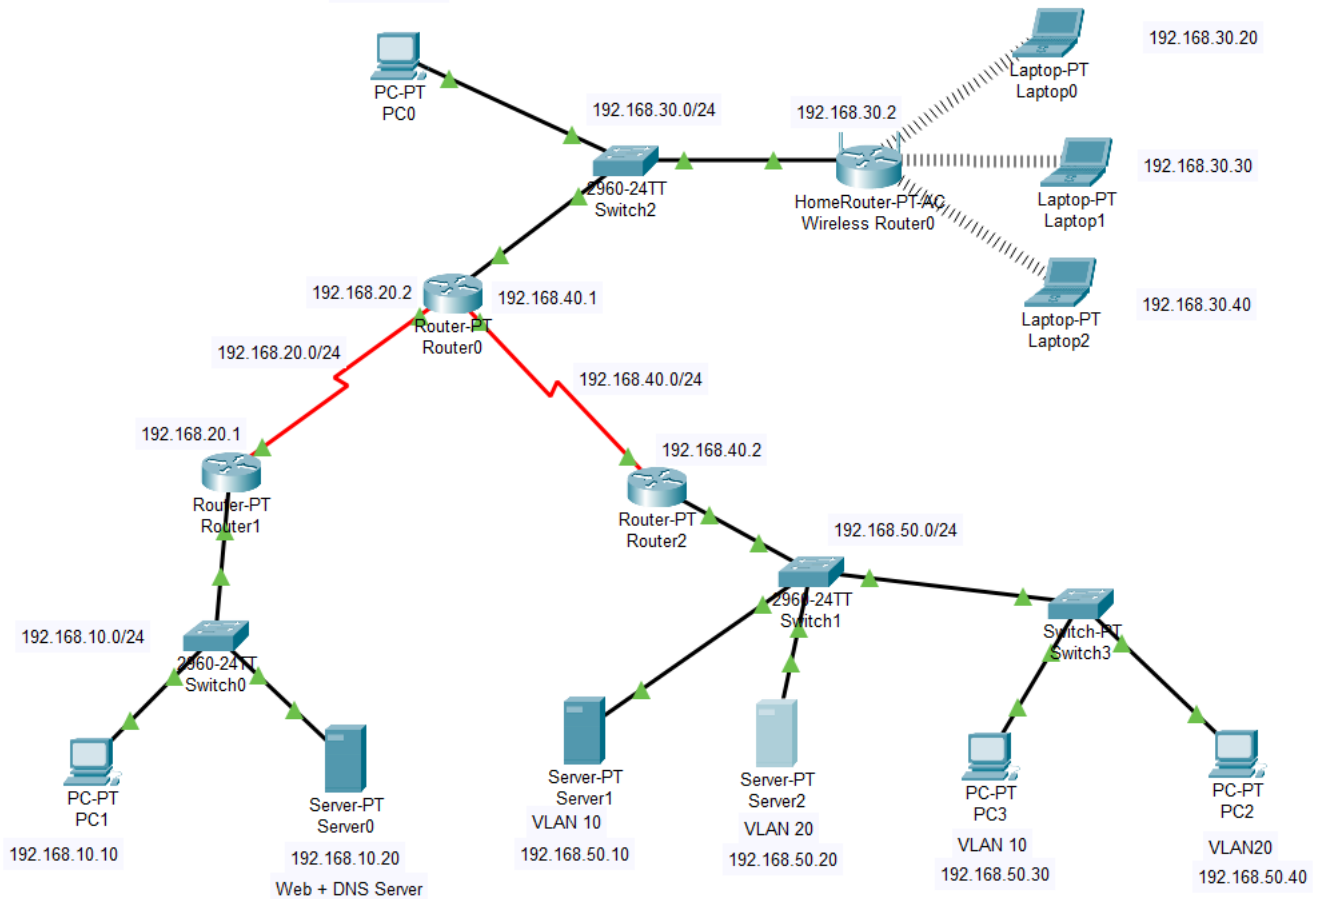 PC-PT
PC0
192.168.30.0/24
2960-24TT
Switch2
192.168.30.2
HomeRouter-PT-AC
Wireless Router0
Laptop-PT
Laptop0
192.168.30.20
Laptop-PT
Laptop1
192.168.30.30
Laptop-PT
Laptop2
192.168.30.40
192.168.20.2
192.168.40.1
Router-PT
Router0
192.168.20.0/24
192.168.40.0/24
192.168.20.1
Router-PT
Router1
192.168.40.2
Router-PT
Router2
192.168.50.0/24
2960-24TT
Switch1
Switch-PT
Switch3
192.168.10.0/24
2960-24TT
Switch0
PC-PT
PC1
192.168.10.10
Server-PT
Server0
192.168.10.20
Web + DNS Server
Server-PT
Server1
VLAN 10
192.168.50.10
Server-PT
Server2
VLAN 20
192.168.50.20
PC-PT
PC3
VLAN 10
192.168.50.30
PC-PT
PC2
VLAN20
192.168.50.40